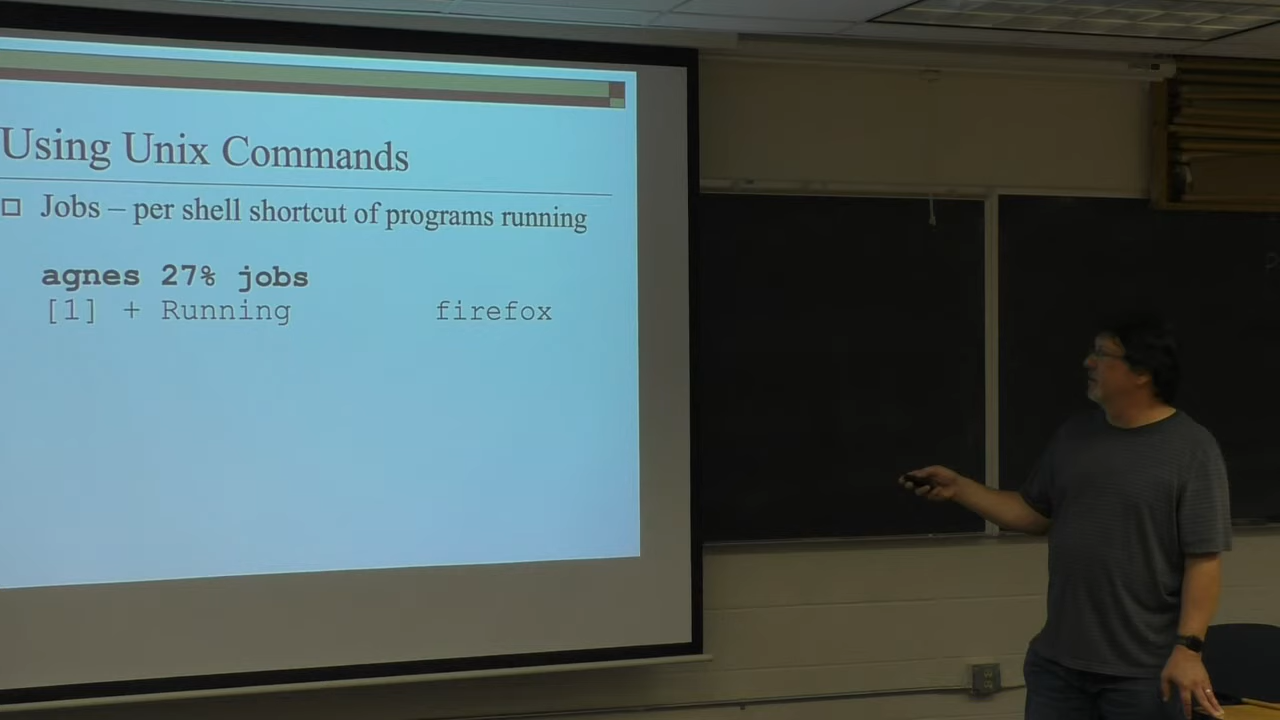 Using Unix Commands
Jobs – per shell shortcut of programs running
agnes 27% jobs
[1] + Running firefox